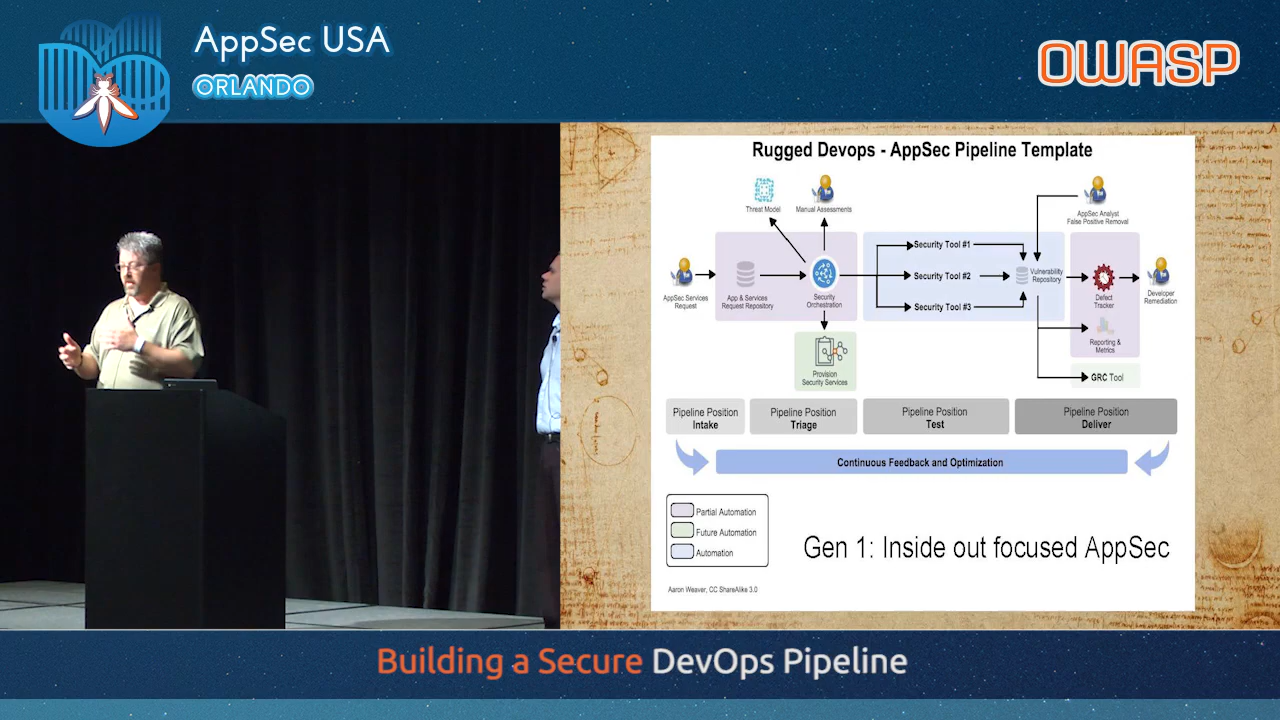 AppSec USA
ORLANDO
OWASP
Rugged Devops - AppSec Pipeline Template
Threat Model
Manual Assessments
AppSec Analyst
False Positive Removal
AppSec Services
Request
App & Services
Request Repository
Security
Orchestration
Security Tool #1
Security Tool #2
Security Tool #3
Vulnerability
Repository
Defect
Tracker
Developer
Remediation
Reporting &
Metrics
Provision
Security Services
GRC Tool
Pipeline Position
Intake
Pipeline Position
Triage
Pipeline Position
Test
Pipeline Position
Deliver
Continuous Feedback and Optimization
Partial Automation
Future Automation
Automation
Gen 1: Inside out focused AppSec
Aaron Weaver, CC ShareAlike 3.0
Building a Secure DevOps Pipeline